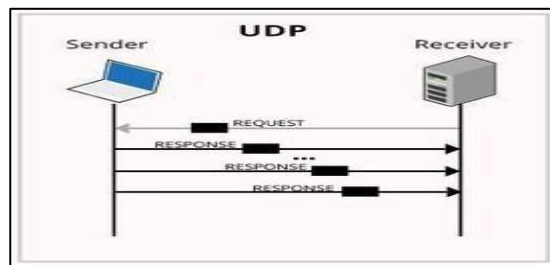 UDP
Sender
Receiver
REQUEST
RESPONSE
...
RESPONSE
RESPONSE